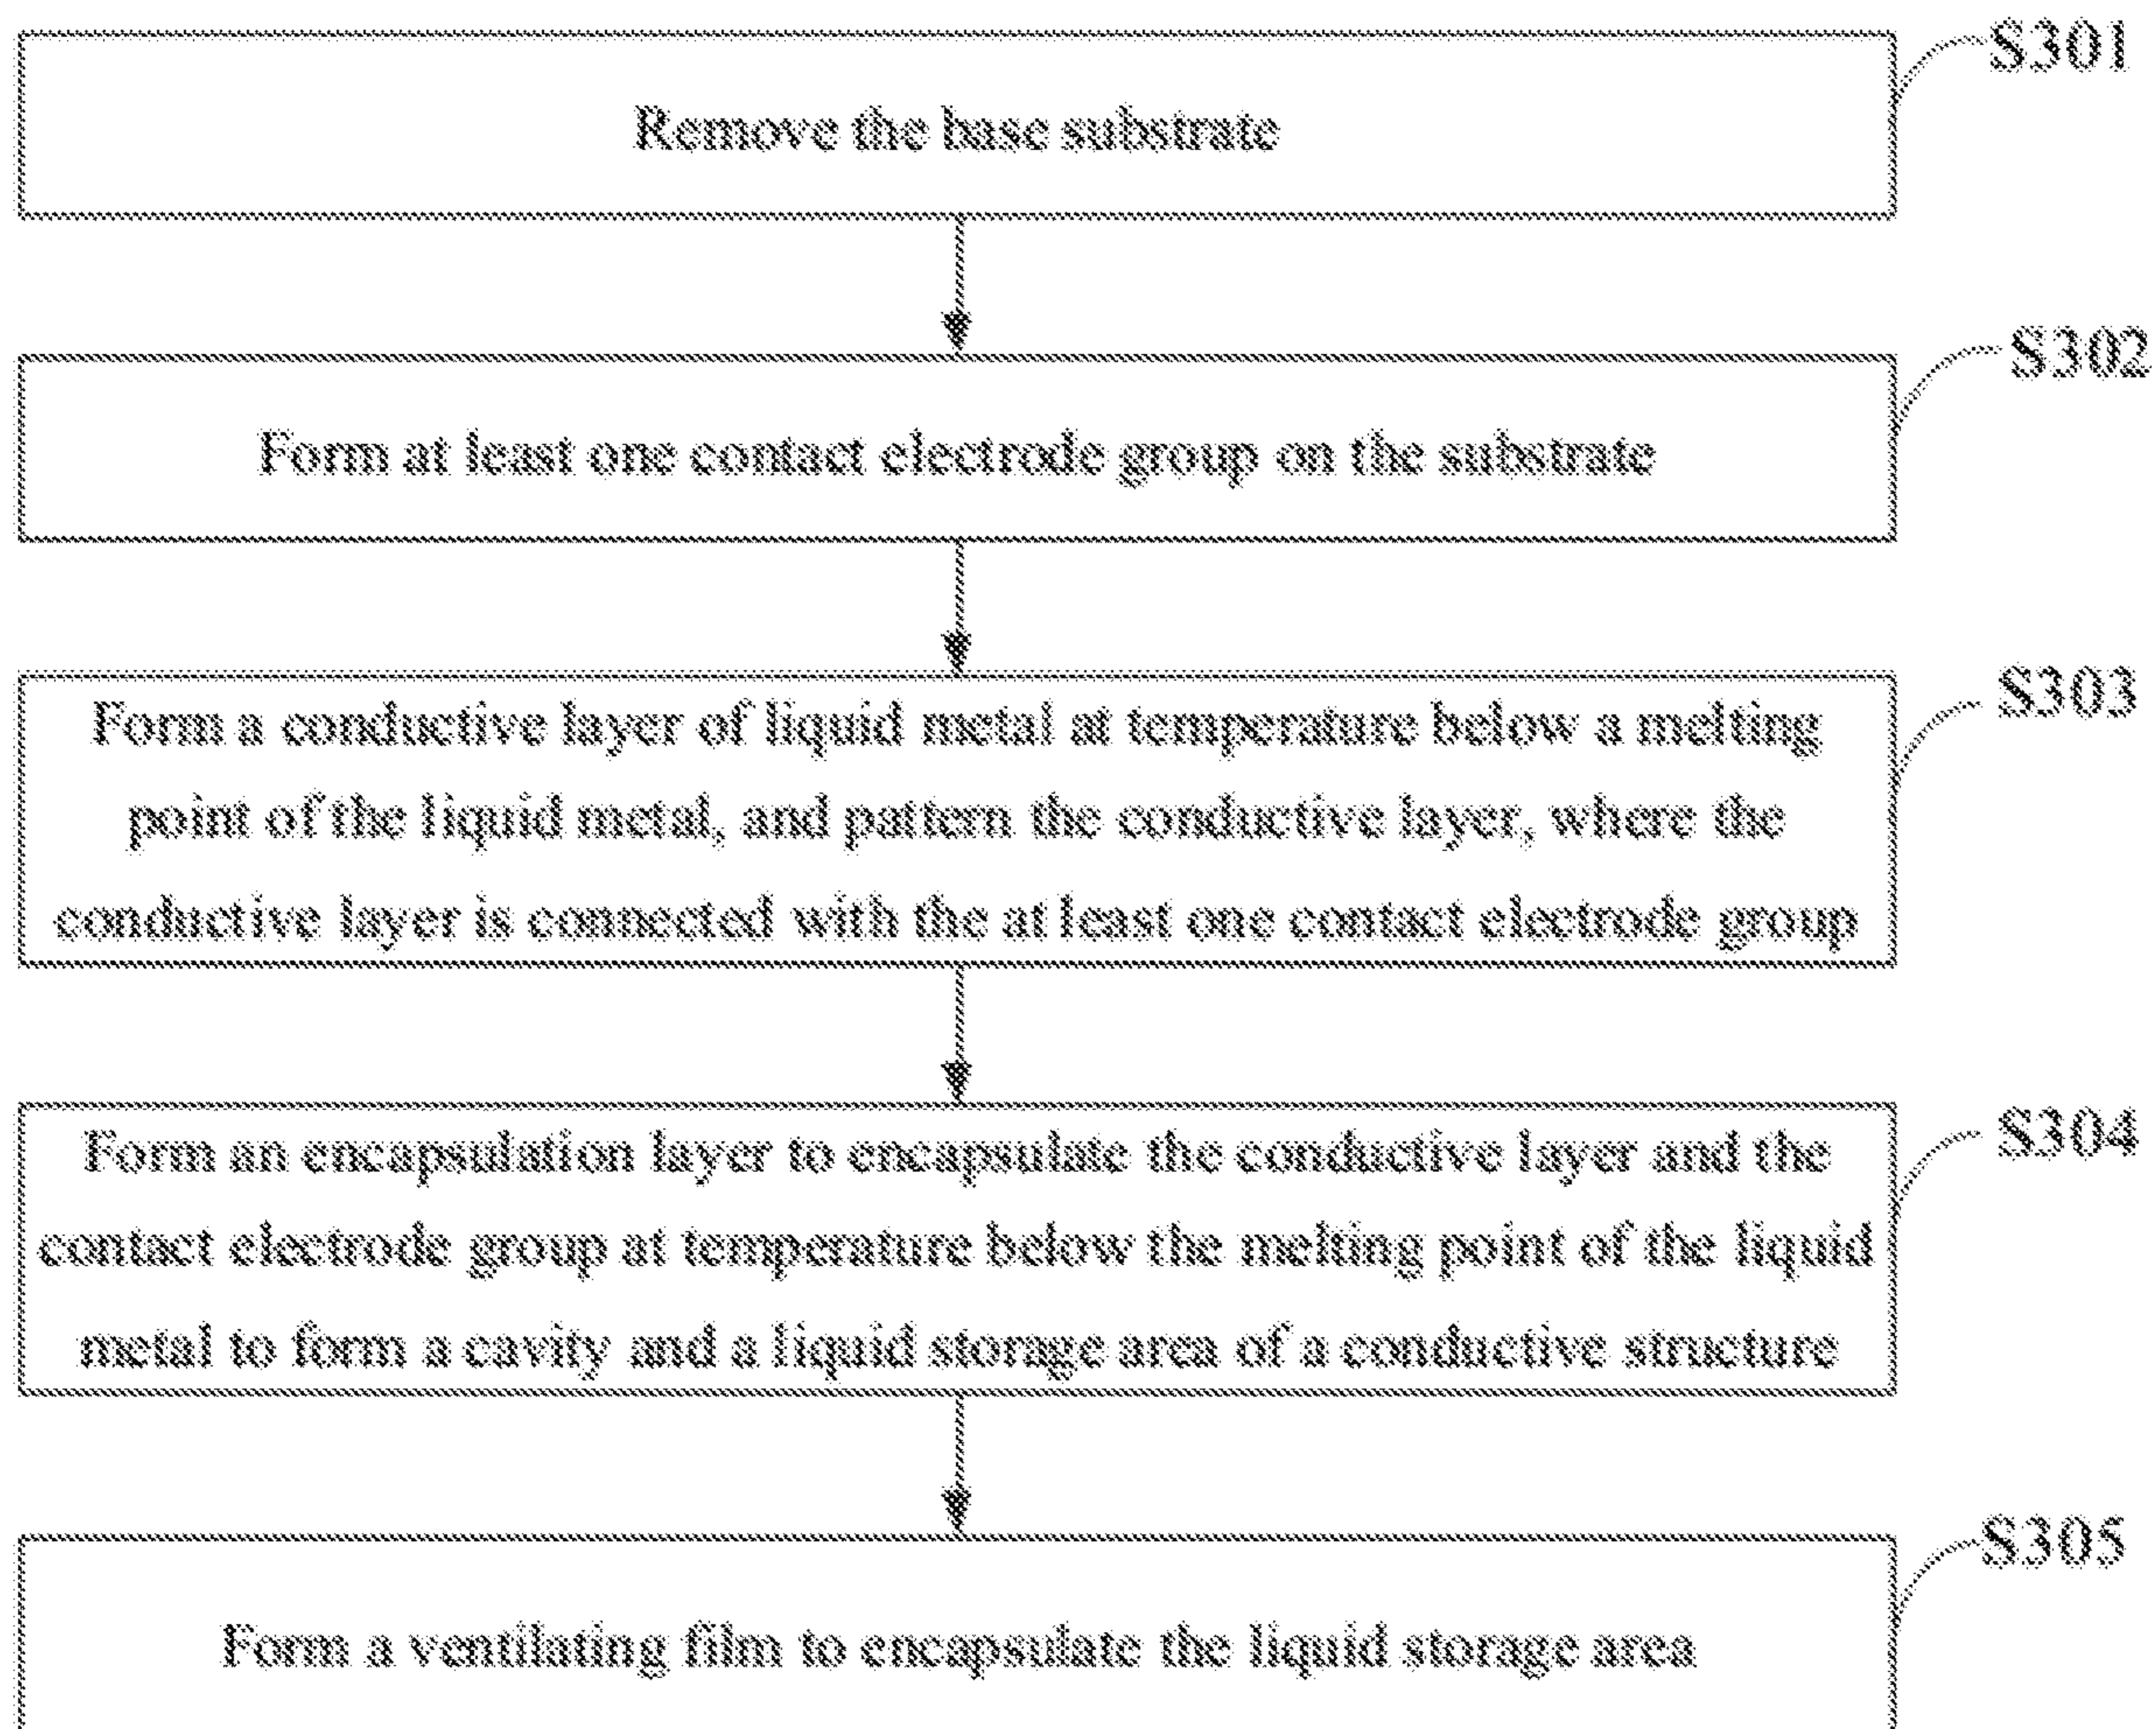 S301
Remove the base substrate
S302
Form at least one contact electrode group on the substrate
S303
Form a conductive layer of liquid metal at temperature below a melting
point of the liquid metal, and pattern the conductive layer, where the
conductive layer is connected with the at least one contact electrode group
S304
Form an encapsulation layer to encapsulate the conductive layer and the
contact electrode group at temperature below the melting point of the liquid
metal to form a cavity and a liquid storage area of a conductive structure
S305
Form a ventilating film to encapsulate the liquid storage area